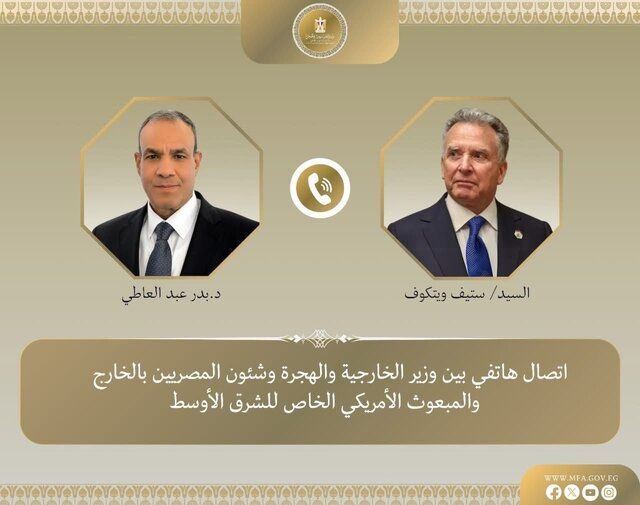 السيد/ ستيف ويتكوف
د.بدر عبد العاطي
اتصال هاتفي بين وزير الخارجية والهجرة وشئون المصريين بالخارج
والمبعوث الأمريكي الخاص للشرق الأوسط
WWW.MFA.GOV.EG